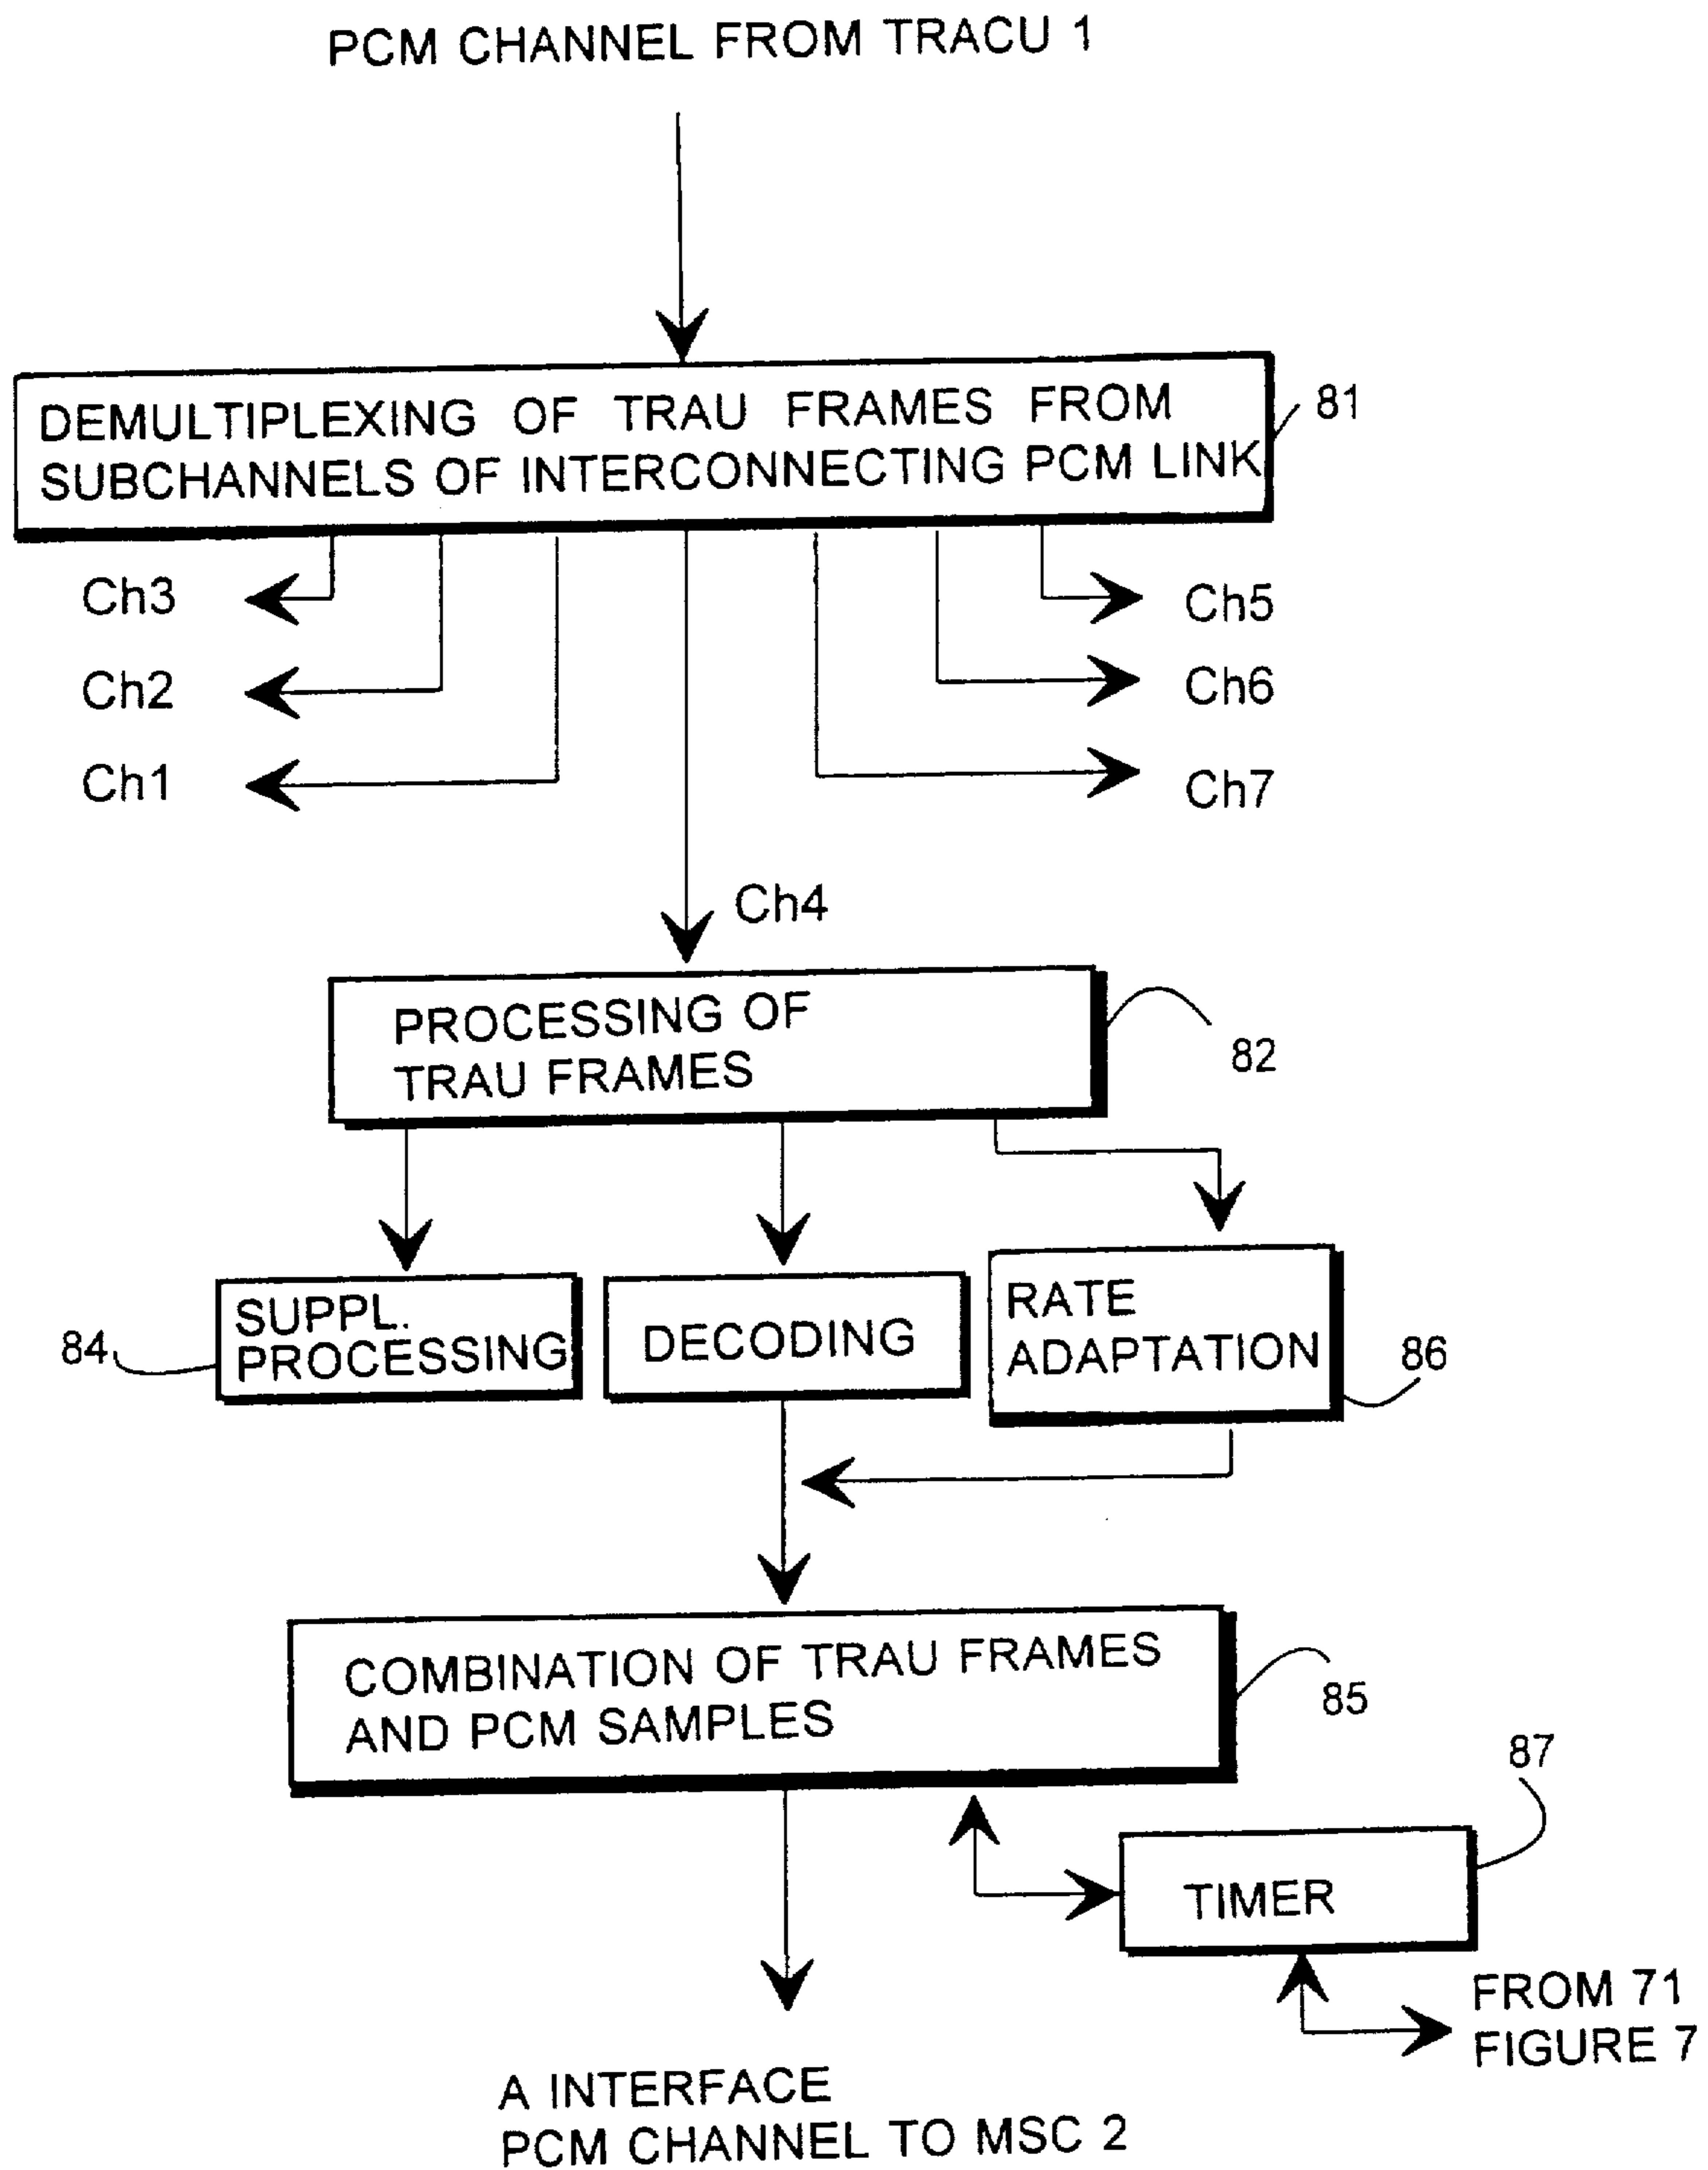 PCM CHANNEL FROM TRACU 1
DEMULTIPLEXING OF TRAU FRAMES FROM
SUBCHANNELS OF INTERCONNECTING PCM LINK
81
Ch3
Ch5
Ch2
Ch6
Ch1
Ch7
Ch4
PROCESSING OF
TRAU FRAMES
82
SUPPL.
PROCESSING
84
DECODING
RATE
ADAPTATION
86
COMBINATION OF TRAU FRAMES
AND PCM SAMPLES
85
87
TIMER
FROM 71
FIGURE 7
A INTERFACE
PCM CHANNEL TO MSC 2